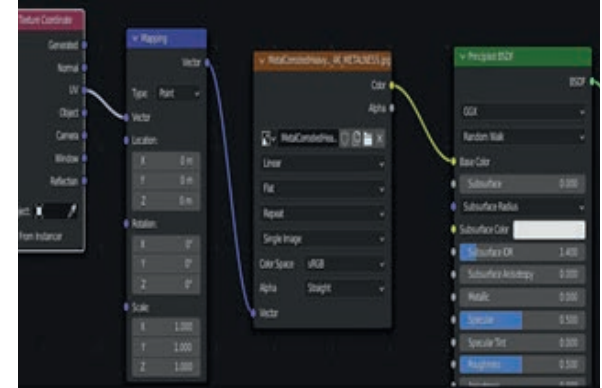 Texture Coordinate
Generated
Normal
UV
Object
Camera
Window
Reflection
From Instancer
Mapping
Vector
Type: Point
Vector
Location:
X 0 m
Y 0 m
Z 0 m
Rotation:
X 0°
Y 0°
Z 0°
Scale:
X 1.000
Y 1.000
Z 1.000
MetalCorrodedHeavy..._4K_METALNESS.jpg
Color
Alpha
MetalCorrodedHea..
Linear
Flat
Repeat
Single Image
Color Space sRGB
Alpha Straight
Vector
Principled BSDF
BSDF
GGX
Random Walk
Base Color
Subsurface 0.000
Subsurface Radius
Subsurface Color
Subsurface IOR 1.400
Subsurface Anisotropy 0.000
Metallic 0.000
Specular 0.500
Specular Tint 0.000
Roughness 0.500